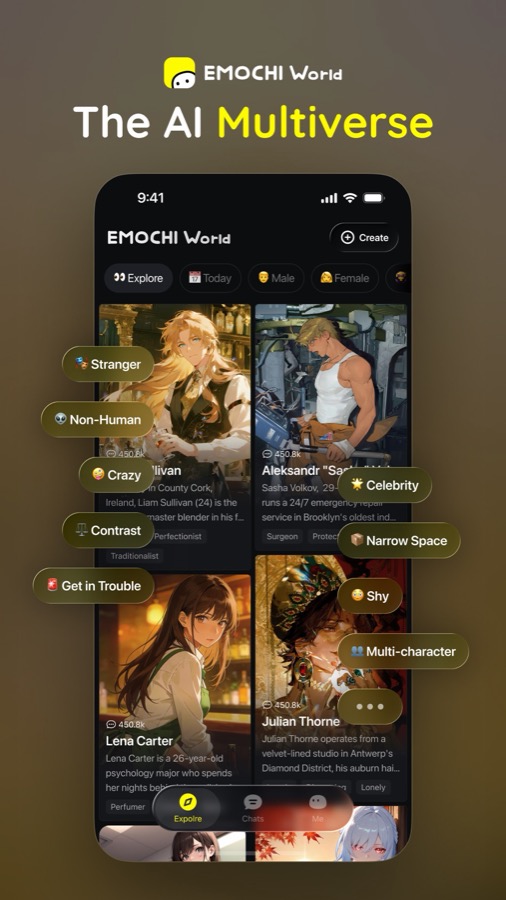 EMOCHI World
The AI Multiverse
9:41
EMOCHI World
Create
Explore
Today
Male
Female
Stranger
Non-Human
Crazy
Contrast
Get in Trouble
450.8k
llivan
in County Cork,
Ireland, Liam Sullivan (24) is the
master blender in his f...
Perfectionist
Traditionalist
450.8k
Aleksandr "Sas
Sasha Volkov, 29-
runs a 24/7 emergency repair
service in Brooklyn's oldest ind...
Surgeon
Protec
Celebrity
Narrow Space
Shy
Multi-character
450.8k
Lena Carter
Lena Carter is a 26-year-old
psychology major who spends
her nights behi
Perfumer
450.8k
Julian Thorne
Julian Thorne operates from a
velvet-lined studio in Antwerp's
Diamond District, his auburn hai...
Lonely
Expolre
Chats
Me